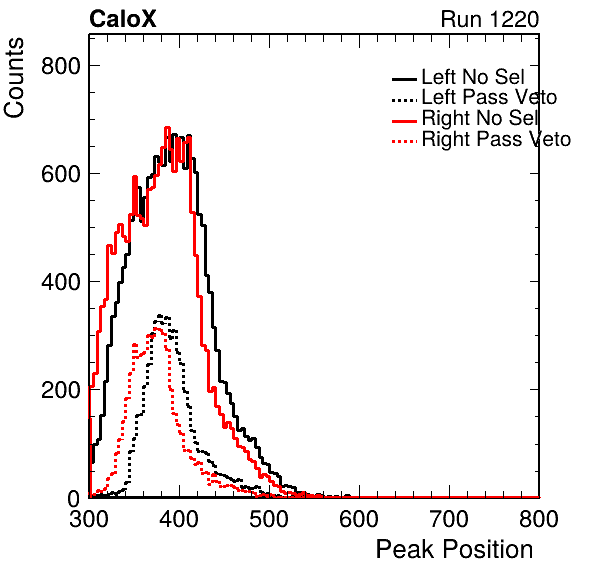 CaloX Run 1220
Counts
800
600
400
200
0
Left No Sel
Left Pass Veto
Right No Sel
Right Pass Veto
300 400 500 600 700 800
Peak Position